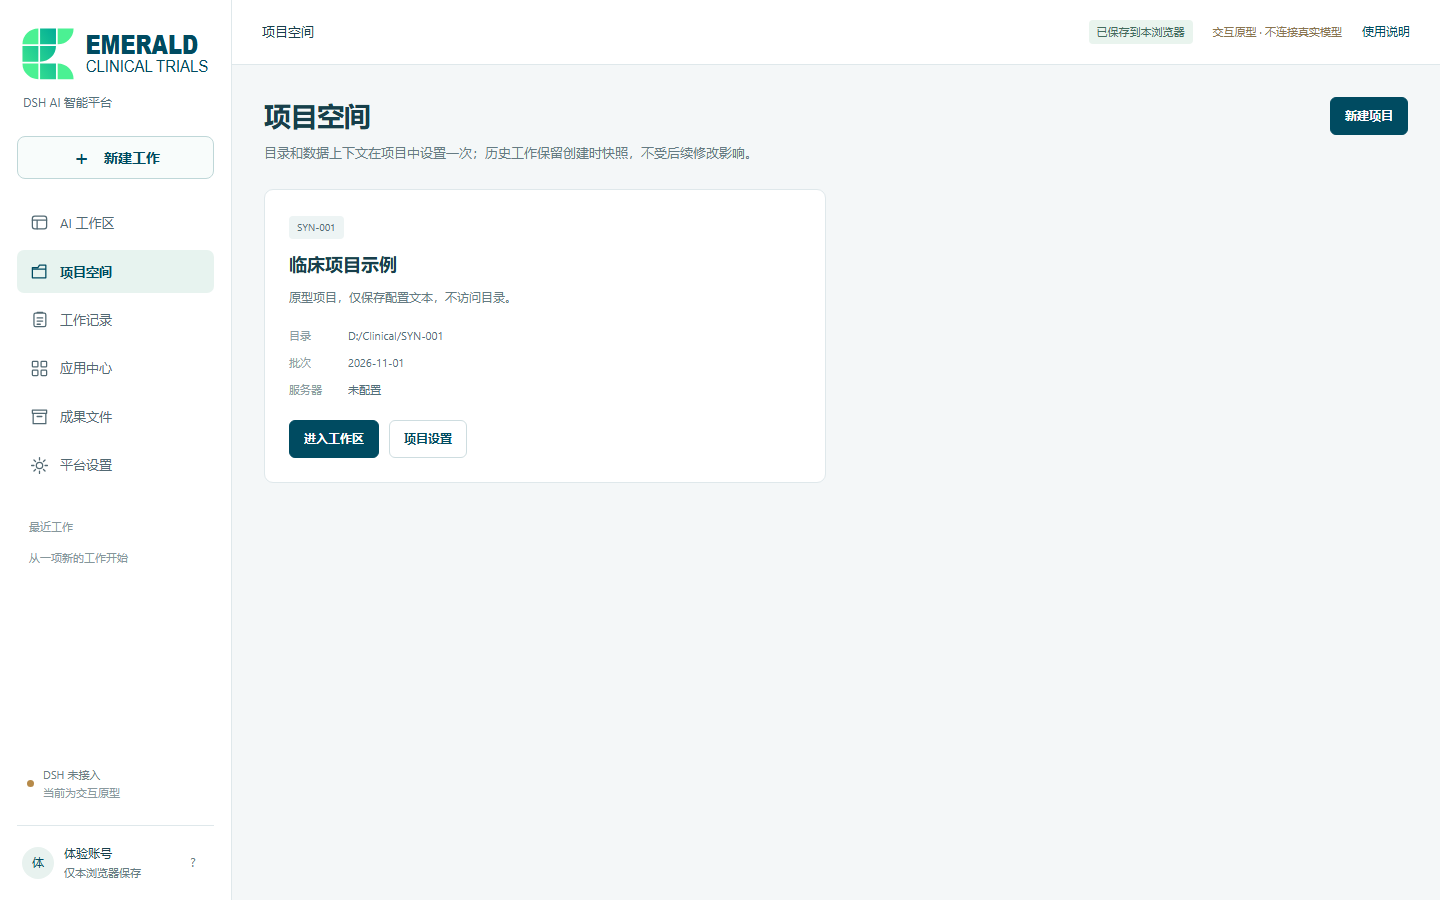 EMERALD
CLINICAL TRIALS
DSH AI 智能平台
+ 新建工作
AI 工作区
项目空间
工作记录
应用中心
成果文件
平台设置
最近工作
从一项新的工作开始
DSH 未接入
当前为交互原型
体
体验账号
仅本浏览器保存
?
项目空间
已保存到本浏览器
交互原型 · 不连接真实模型
使用说明
项目空间
新建项目
目录和数据上下文在项目中设置一次；历史工作保留创建时快照，不受后续修改影响。
SYN-001
临床项目示例
原型项目，仅保存配置文本，不访问目录。
目录 D:/Clinical/SYN-001
批次 2026-11-01
服务器 未配置
进入工作区
项目设置